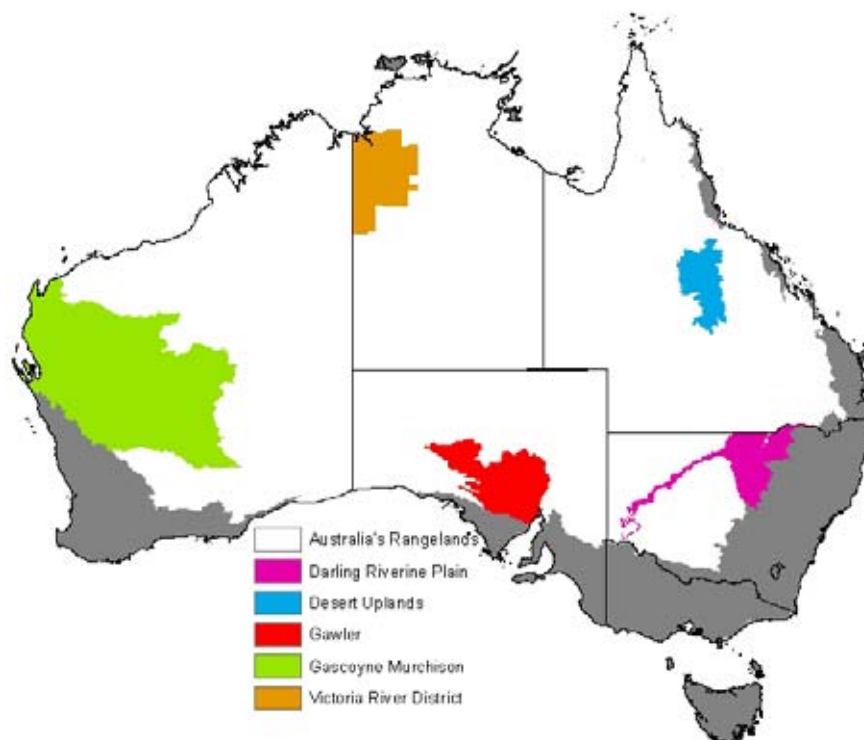 Australia's Rangelands
Darling Riverine Plain
Desert Uplands
Gawler
Gascoyne Murchison
Victoria River District